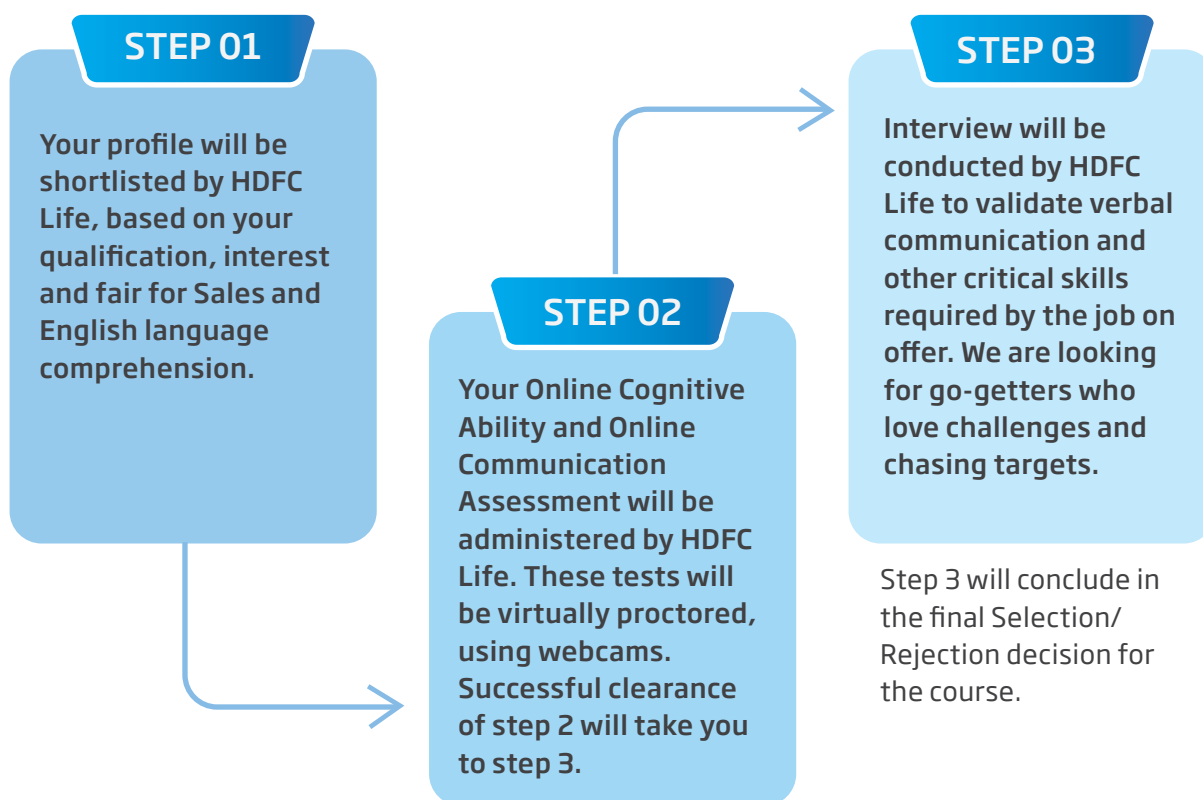 STEP 01
Your profile will be
shortlisted by HDFC
Life, based on your
qualification, interest
and fair for Sales and
English language
comprehension.
STEP 02
Your Online Cognitive
Ability and Online
Communication
Assessment will be
administered by HDFC
Life. These tests will
be virtually proctored,
using webcams.
Successful clearance
of step 2 will take you
to step 3.
STEP 03
Interview will be
conducted by HDFC
Life to validate verbal
communication and
other critical skills
required by the job on
offer. We are looking
for go-getters who
love challenges and
chasing targets.
Step 3 will conclude in
the final Selection/
Rejection decision for
the course.